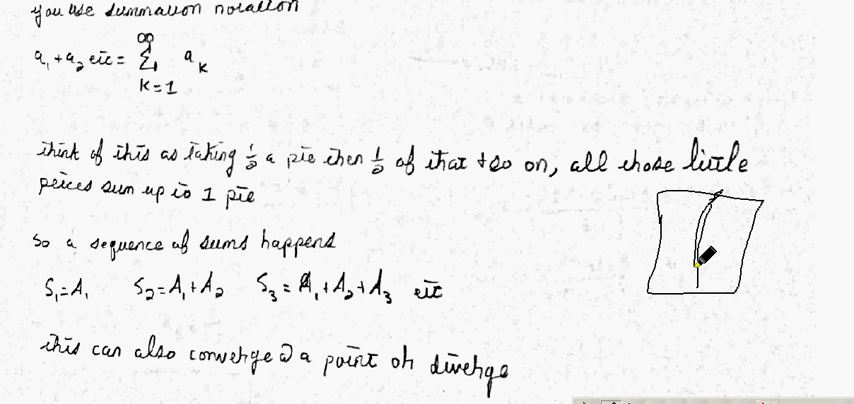 you use summation notation
a₁ + a₂ etc = ∞ Σ a k
k=1
think of this as taking ½ a pie then ½ of that + so on, all those little
peices sum up to 1 pie
so a sequence of sums happens
S₁=A₁ S₂=A₁+A₂ S₃=A₁+A₂+A₃ etc
this can also converge @ a point or diverge